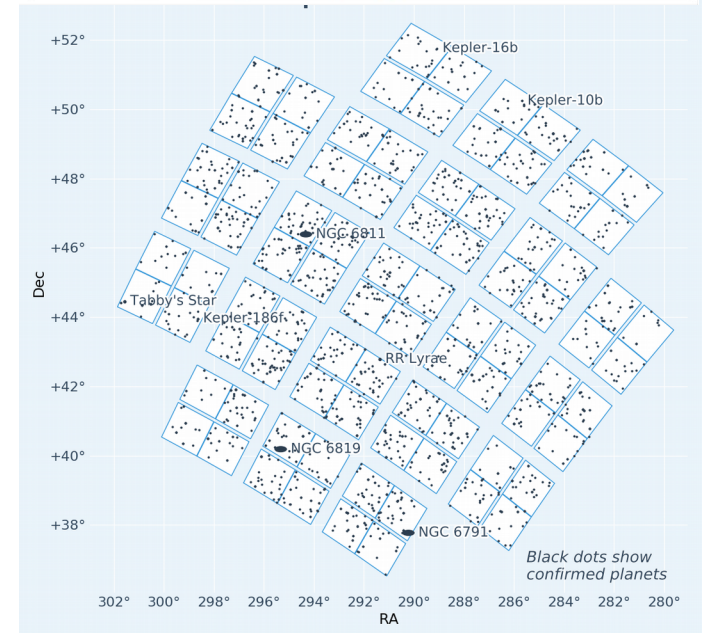 +52°
Kepler-16b
Kepler-10b
+50°
+48°
+46°
NGC 6811
Dec
Tabby's Star
+44°
Kepler-186f
RR Lyrae
+42°
+40°
NGC 6819
+38°
NGC 6791
Black dots show
confirmed planets
302° 300° 298° 296° 294° 292° 290° 288° 286° 284° 282° 280°
RA